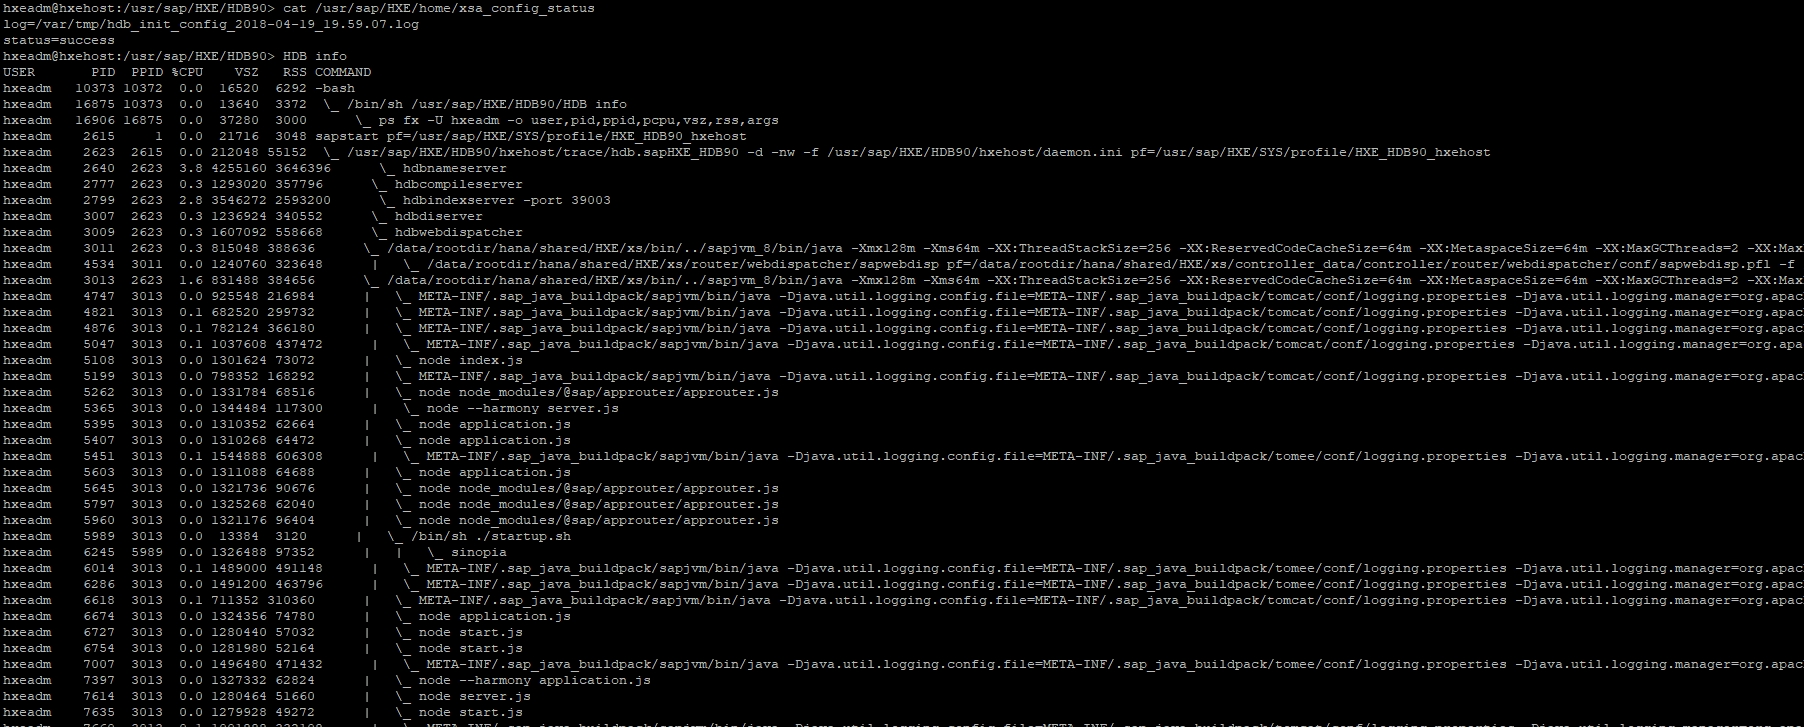 hxeadm@hxehost:/usr/sap/HXE/HDB90> cat /usr/sap/HXE/home/xsa_config_status
log=/var/tmp/hdb_init_config_2018-04-19_19.59.07.log
status=success
hxeadm@hxehost:/usr/sap/HXE/HDB90> HDB info
USER       PID  PPID %CPU    VSZ   RSS COMMAND
hxeadm   10373 10372  0.0  16520  6292 -bash
hxeadm   16875 10373  0.0  13640  3372  \_ /bin/sh /usr/sap/HXE/HDB90/HDB info
hxeadm   16906 16875  0.0  37280  3000      \_ ps fx -U hxeadm -o user,pid,ppid,pcpu,vsz,rss,args
hxeadm    2615     1  0.0  21716  3048 sapstart pf=/usr/sap/HXE/SYS/profile/HXE_HDB90_hxehost
hxeadm    2623  2615  0.0 212048 55152  \_ /usr/sap/HXE/HDB90/hxehost/trace/hdb.sapHXE_HDB90 -d -nw -f /usr/sap/HXE/HDB90/hxehost/daemon.ini pf=/usr/sap/HXE/SYS/profile/HXE_HDB90_hxehost
hxeadm    2640  2623  3.8 4255160 3646396      \_ hdbnameserver
hxeadm    2777  2623  0.3 1293020 357796      \_ hdbcompileserver
hxeadm    2799  2623  2.8 3546272 2593200      \_ hdbindexserver -port 39003
hxeadm    3007  2623  0.3 1236924 340552      \_ hdbdiserver
hxeadm    3009  2623  0.3 1607092 558668      \_ hdbwebdispatcher
hxeadm    3011  2623  0.3 815048 388636      \_ /data/rootdir/hana/shared/HXE/xs/bin/../sapjvm_8/bin/java -Xmx128m -Xms64m -XX:ThreadStackSize=256 -XX:ReservedCodeCacheSize=64m -XX:MetaspaceSize=64m -XX:MaxGCThreads=2 -XX:Max
hxeadm    4534  3011  0.0 1240760 323648      |   \_ /data/rootdir/hana/shared/HXE/xs/router/webdispatcher/sapwebdisp pf=/data/rootdir/hana/shared/HXE/xs/controller_data/controller/router/webdispatcher/conf/sapwebdisp.pfl -f
hxeadm    3013  2623  1.6 831488 384656      \_ /data/rootdir/hana/shared/HXE/xs/bin/../sapjvm_8/bin/java -Xmx128m -Xms64m -XX:ThreadStackSize=256 -XX:ReservedCodeCacheSize=64m -XX:MetaspaceSize=64m -XX:MaxGCThreads=2 -XX:Max
hxeadm    4747  3013  0.0 925548 216984      |   \_ META-INF/.sap_java_buildpack/sapjvm/bin/java -Djava.util.logging.config.file=META-INF/.sap_java_buildpack/tomcat/conf/logging.properties -Djava.util.logging.manager=org.apac
hxeadm    4821  3013  0.1 682520 299732      |   \_ META-INF/.sap_java_buildpack/sapjvm/bin/java -Djava.util.logging.config.file=META-INF/.sap_java_buildpack/tomcat/conf/logging.properties -Djava.util.logging.manager=org.apac
hxeadm    4876  3013  0.1 782124 366180      |   \_ META-INF/.sap_java_buildpack/sapjvm/bin/java -Djava.util.logging.config.file=META-INF/.sap_java_buildpack/tomcat/conf/logging.properties -Djava.util.logging.manager=org.apac
hxeadm    5047  3013  0.1 1037608 437472      |   \_ META-INF/.sap_java_buildpack/sapjvm/bin/java -Djava.util.logging.config.file=META-INF/.sap_java_buildpack/tomcat/conf/logging.properties -Djava.util.logging.manager=org.apa
hxeadm    5108  3013  0.0 1301624 73072      |   \_ node index.js
hxeadm    5199  3013  0.0 798352 168292      |   \_ META-INF/.sap_java_buildpack/sapjvm/bin/java -Djava.util.logging.config.file=META-INF/.sap_java_buildpack/tomcat/conf/logging.properties -Djava.util.logging.manager=org.apac
hxeadm    5262  3013  0.0 1331784 68516      |   \_ node node_modules/@sap/approuter/approuter.js
hxeadm    5365  3013  0.0 1344484 117300      |   \_ node --harmony server.js
hxeadm    5395  3013  0.0 1310352 62664      |   \_ node application.js
hxeadm    5407  3013  0.0 1310268 64472      |   \_ node application.js
hxeadm    5451  3013  0.1 1544888 606308      |   \_ META-INF/.sap_java_buildpack/sapjvm/bin/java -Djava.util.logging.config.file=META-INF/.sap_java_buildpack/tomee/conf/logging.properties -Djava.util.logging.manager=org.apac
hxeadm    5603  3013  0.0 1311088 64688      |   \_ node application.js
hxeadm    5645  3013  0.0 1321736 90676      |   \_ node node_modules/@sap/approuter/approuter.js
hxeadm    5797  3013  0.0 1325268 62040      |   \_ node node_modules/@sap/approuter/approuter.js
hxeadm    5960  3013  0.0 1321176 96404      |   \_ node node_modules/@sap/approuter/approuter.js
hxeadm    5989  3013  0.0  13384  3120      |   \_ /bin/sh ./startup.sh
hxeadm    6245  5989  0.0 1326488 97352      |   |   \_ sinopia
hxeadm    6014  3013  0.1 1489000 491148      |   \_ META-INF/.sap_java_buildpack/sapjvm/bin/java -Djava.util.logging.config.file=META-INF/.sap_java_buildpack/tomee/conf/logging.properties -Djava.util.logging.manager=org.apac
hxeadm    6286  3013  0.0 1491200 463796      |   \_ META-INF/.sap_java_buildpack/sapjvm/bin/java -Djava.util.logging.config.file=META-INF/.sap_java_buildpack/tomee/conf/logging.properties -Djava.util.logging.manager=org.apac
hxeadm    6618  3013  0.1 711352 310360      |   \_ META-INF/.sap_java_buildpack/sapjvm/bin/java -Djava.util.logging.config.file=META-INF/.sap_java_buildpack/tomcat/conf/logging.properties -Djava.util.logging.manager=org.apac
hxeadm    6674  3013  0.0 1324356 74780      |   \_ node application.js
hxeadm    6727  3013  0.0 1280440 57032      |   \_ node start.js
hxeadm    6754  3013  0.0 1281980 52164      |   \_ node start.js
hxeadm    7007  3013  0.0 1496480 471432      |   \_ META-INF/.sap_java_buildpack/sapjvm/bin/java -Djava.util.logging.config.file=META-INF/.sap_java_buildpack/tomee/conf/logging.properties -Djava.util.logging.manager=org.apac
hxeadm    7397  3013  0.0 1327332 62824      |   \_ node --harmony application.js
hxeadm    7614  3013  0.0 1280464 51660      |   \_ node server.js
hxeadm    7635  3013  0.0 1279928 49272      |   \_ node start.js